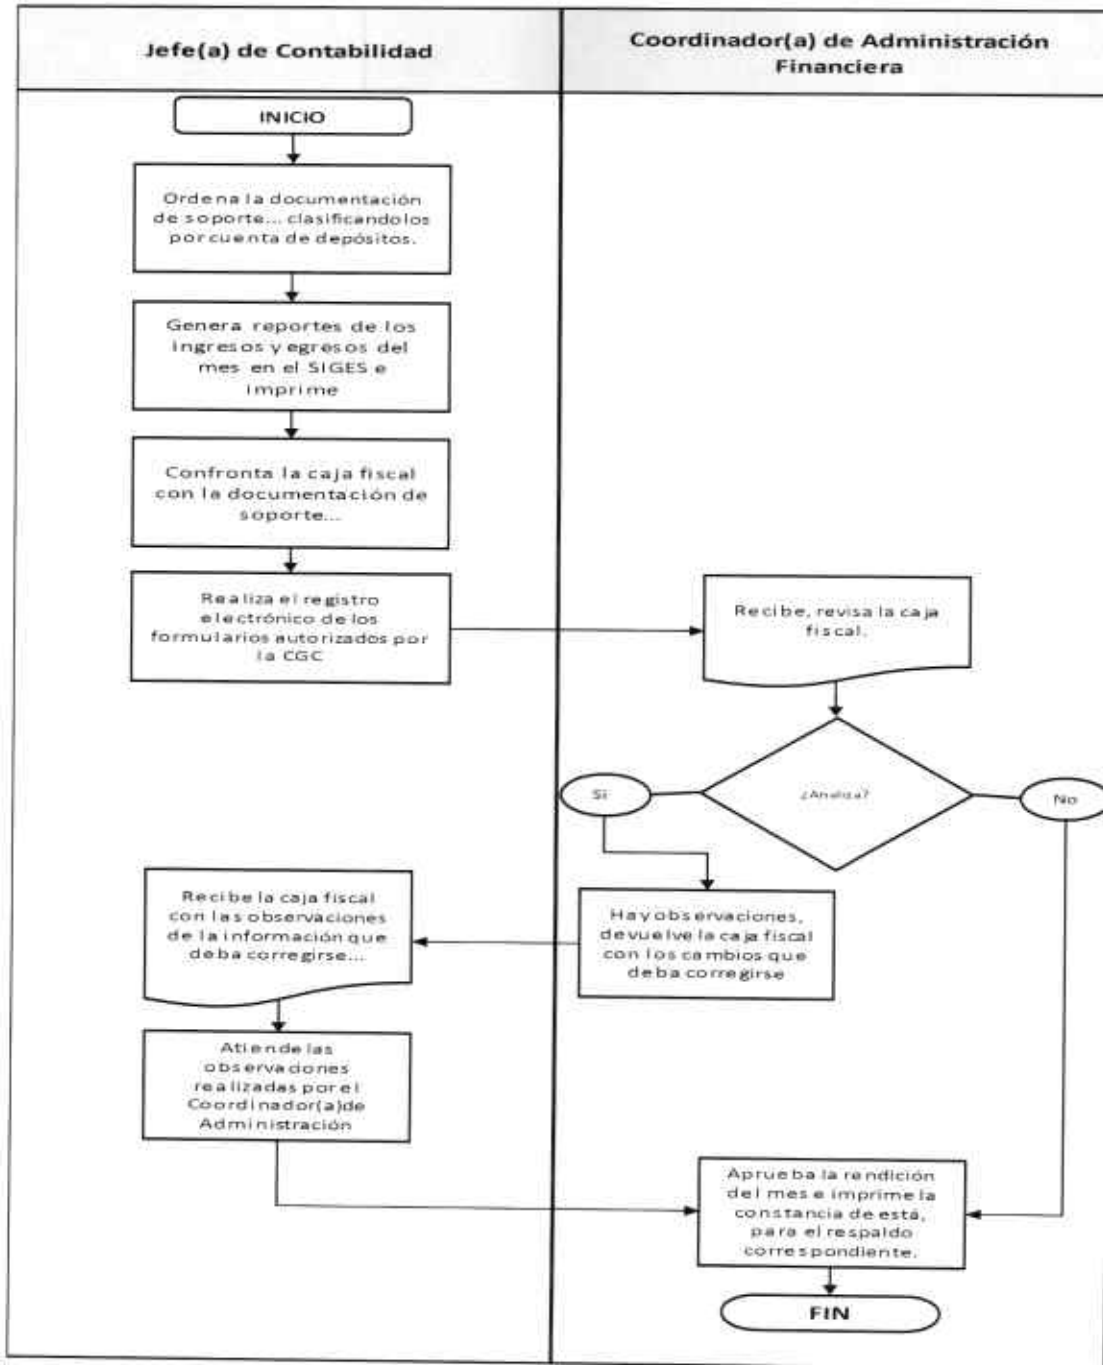 Jefe(a) de Contabilidad
Coordinador(a) de Administración
Financiera
INICIO
Ordena la documentación
de soporte... clasificandolos
por cuenta de depósitos.
Genera reportes de los
ingresos y egresos del
mes en el SIGES e
imprime
Confronta la caja fiscal
con la documentación de
soporte...
Realiza el registro
electrónico de los
formularios autorizados por
la CGC
Recibe, revisa la caja
fiscal.
¿Analiza?
Si
No
Hay observaciones,
devuelve la caja fiscal
con los cambios que
deba corregirse
Recibe la caja fiscal
con las observaciones
de la información que
deba corregirse...
Atiende las
observaciones
realizadas por el
Coordinador(a)de
Administración
Aprueba la rendición
del mes e imprime la
constancia de está,
para el respaldo
correspondiente.
FIN